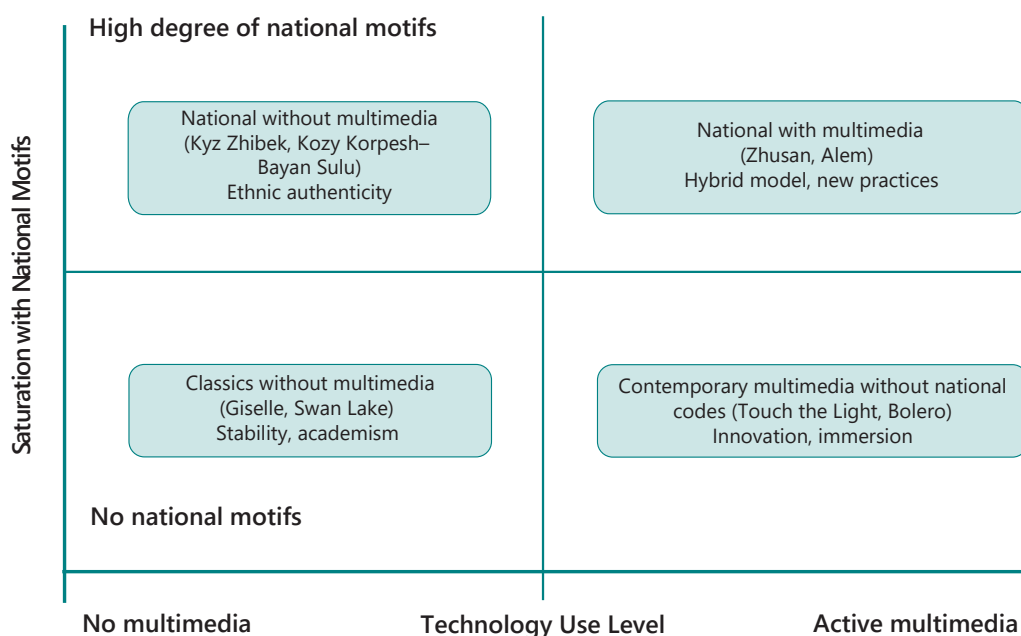 High degree of national motifs
Saturation with National Motifs
National without multimedia
(Kyz Zhibek, Kozy Korpesh–
Bayan Sulu)
Ethnic authenticity
National with multimedia
(Zhusan, Alem)
Hybrid model, new practices
Classics without multimedia
(Giselle, Swan Lake)
Stability, academism
Contemporary multimedia without national
codes (Touch the Light, Bolero)
Innovation, immersion
No national motifs
No multimedia
Technology Use Level
Active multimedia